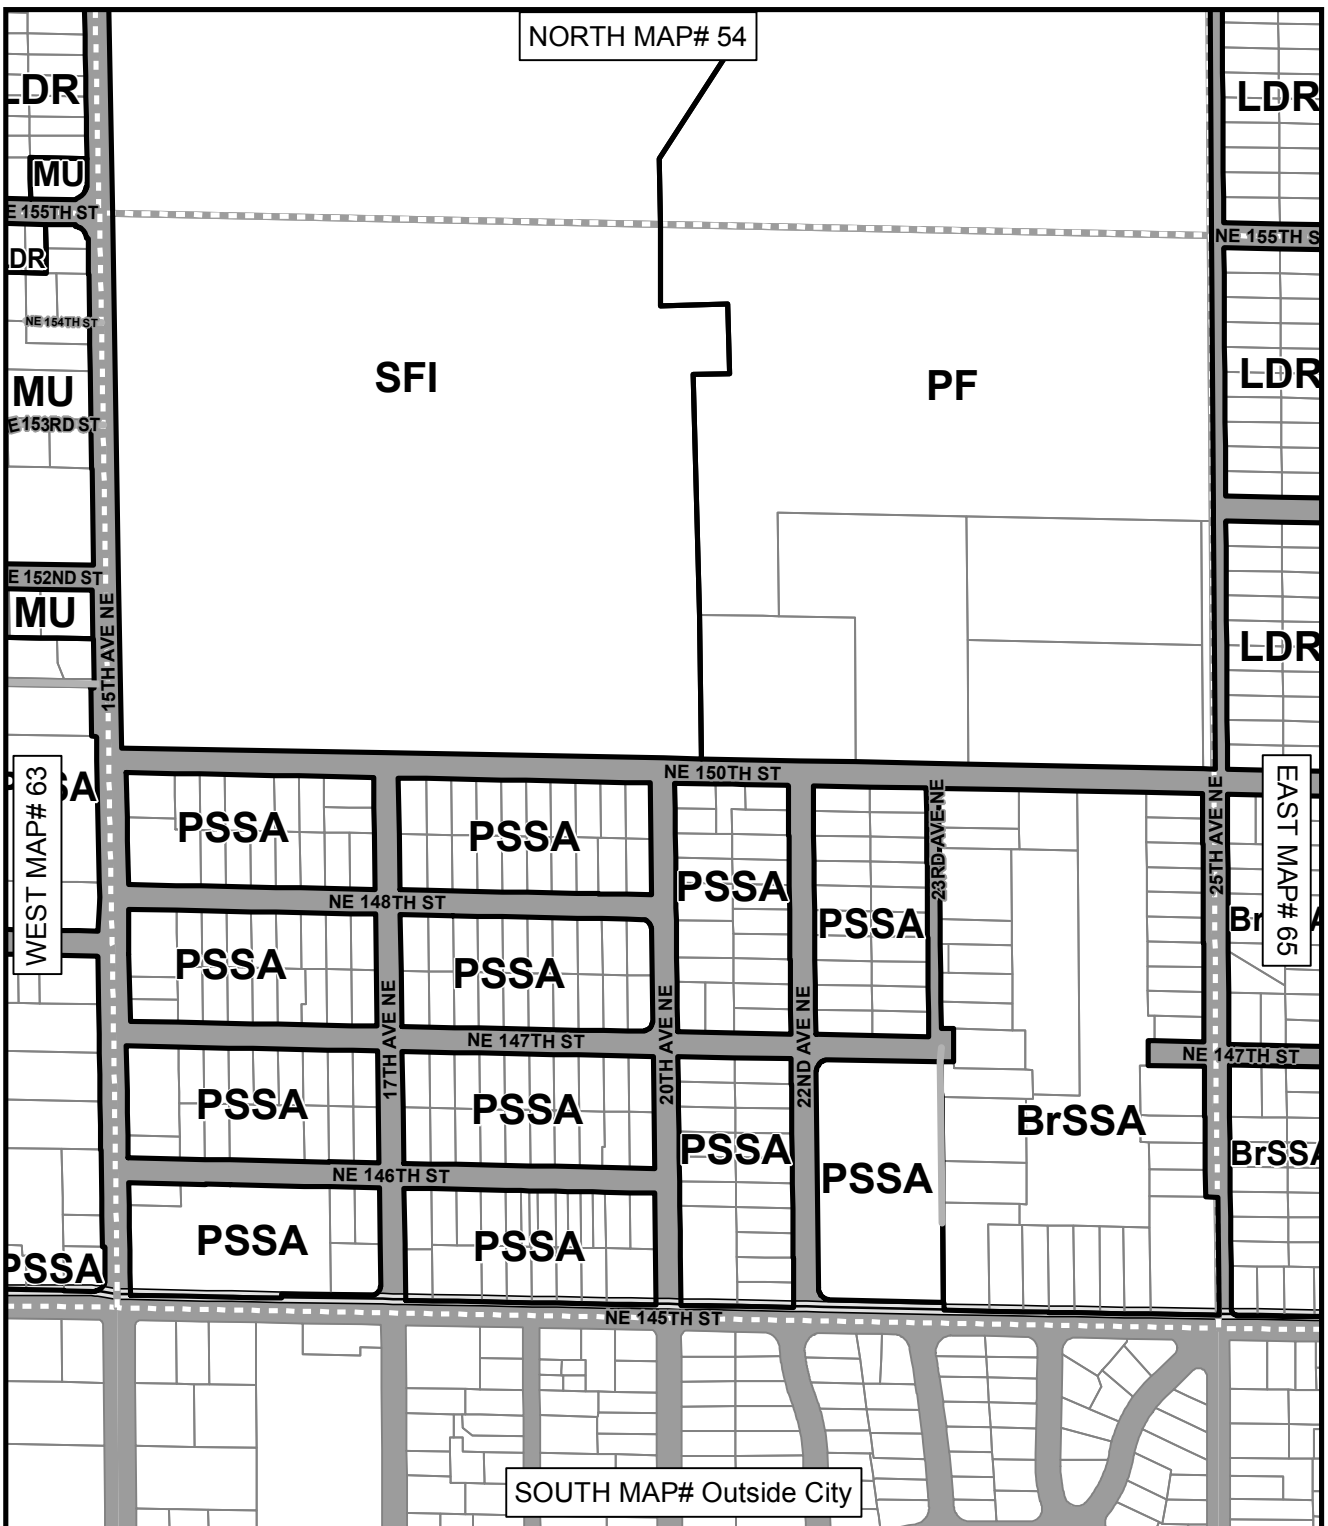 NORTH MAP# 54
LDR
LDR
MU
E 155TH ST
NE 155TH S
DR
NE 154TH ST
SFI
PF
LDR
MU
E 153RD ST
E 152ND ST
MU
15TH AVE NE
LDR
WEST MAP# 63
EAST MAP# 65
NE 150TH ST
SA
PSSA
PSSA
PSSA
PSSA
23RD AVE NE
25TH AVE NE
NE 148TH ST
Br
PSSA
PSSA
17TH AVE NE
20TH AVE NE
22ND AVE NE
NE 147TH ST
NE 147TH ST
PSSA
PSSA
PSSA
PSSA
BrSSA
BrSSA
NE 146TH ST
PSSA
PSSA
PSSA
NE 145TH ST
SOUTH MAP# Outside City